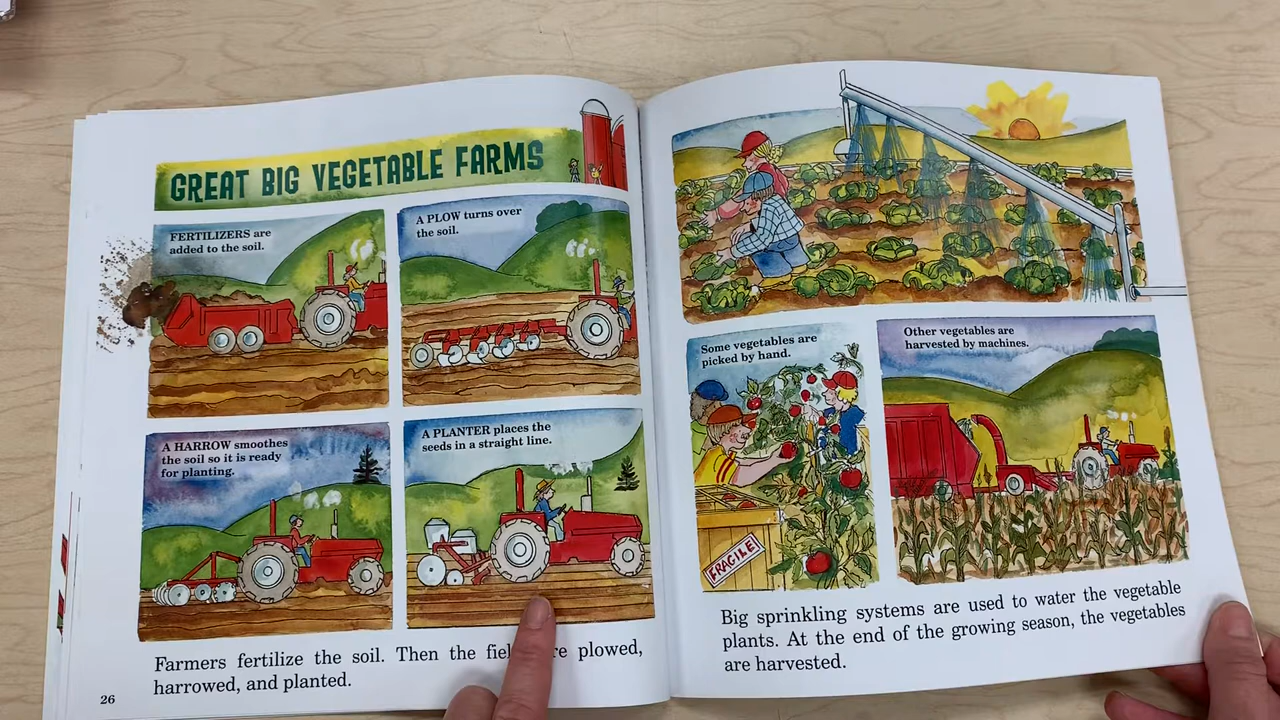 GREAT BIG VEGETABLE FARMS
FERTILIZERS are
added to the soil.
A PLOW turns over
the soil.
A HARROW smoothes
the soil so it is ready
for planting.
A PLANTER places the
seeds in a straight line.
Farmers fertilize the soil. Then the re plowed,
harrowed, and planted.
26
Some vegetables are
picked by hand.
FRAGILE
Other vegetables are
harvested by machines.
Big sprinkling systems are used to water the vegetable
plants. At the end of the growing season, the vegetables
are harvested.